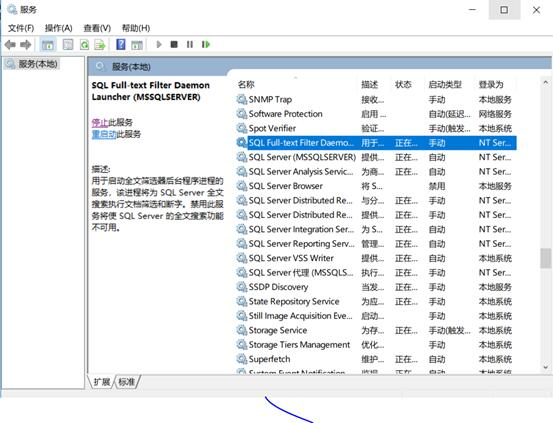 服务
文件(F) 操作(A) 查看(V) 帮助(H)
服务(本地)
服务(本地)
SQL Full-text Filter Daemon
Launcher (MSSQLSERVER)
停止此服务
重启动此服务
描述:
用于启动全文筛选器后台程序进程的
服务，该进程将为 SQL Server 全文
搜索执行文档筛选和断字。禁用此服
务将使 SQL Server 的全文搜索功能
不可用。
名称 描述 状态 启动类型 登录为
SNMP Trap 接收... 手动 本地服务
Software Protection 启用 ... 自动(延迟... 网络服务
Spot Verifier 验证... 手动(触发... 本地系统
SQL Full-text Filter Daemo... 用于... 正在... 手动 NT Ser...
SQL Server (MSSQLSERVER) 提供... 正在... 自动 NT Ser...
SQL Server Analysis Servic... 为商... 正在... 自动 NT Ser...
SQL Server Browser 将 S... 禁用 本地服务
SQL Server Distributed Re... 与分... 正在... 手动 NT Ser...
SQL Server Distributed Re... 提供... 正在... 手动 NT Ser...
SQL Server Integration Ser... 为 S... 正在... 自动 NT Ser...
SQL Server Reporting Serv... 管理... 正在... 自动 NT Ser...
SQL Server VSS Writer 提供... 正在... 自动 本地系统
SQL Server 代理 (MSSQLS... 执行... 正在... 手动 NT Ser...
SSDP Discovery 当发... 正在... 手动 本地服务
State Repository Service 为应... 正在... 手动 本地系统
Still Image Acquisition Eve... 启动... 手动 本地系统
Storage Service 为存... 正在... 手动(触发... 本地系统
Storage Tiers Management 优化... 手动 本地系统
Superfetch 维护... 正在... 自动 本地系统
System Event Notification... 监视... 正在... 自动 本地系统
扩展 标准